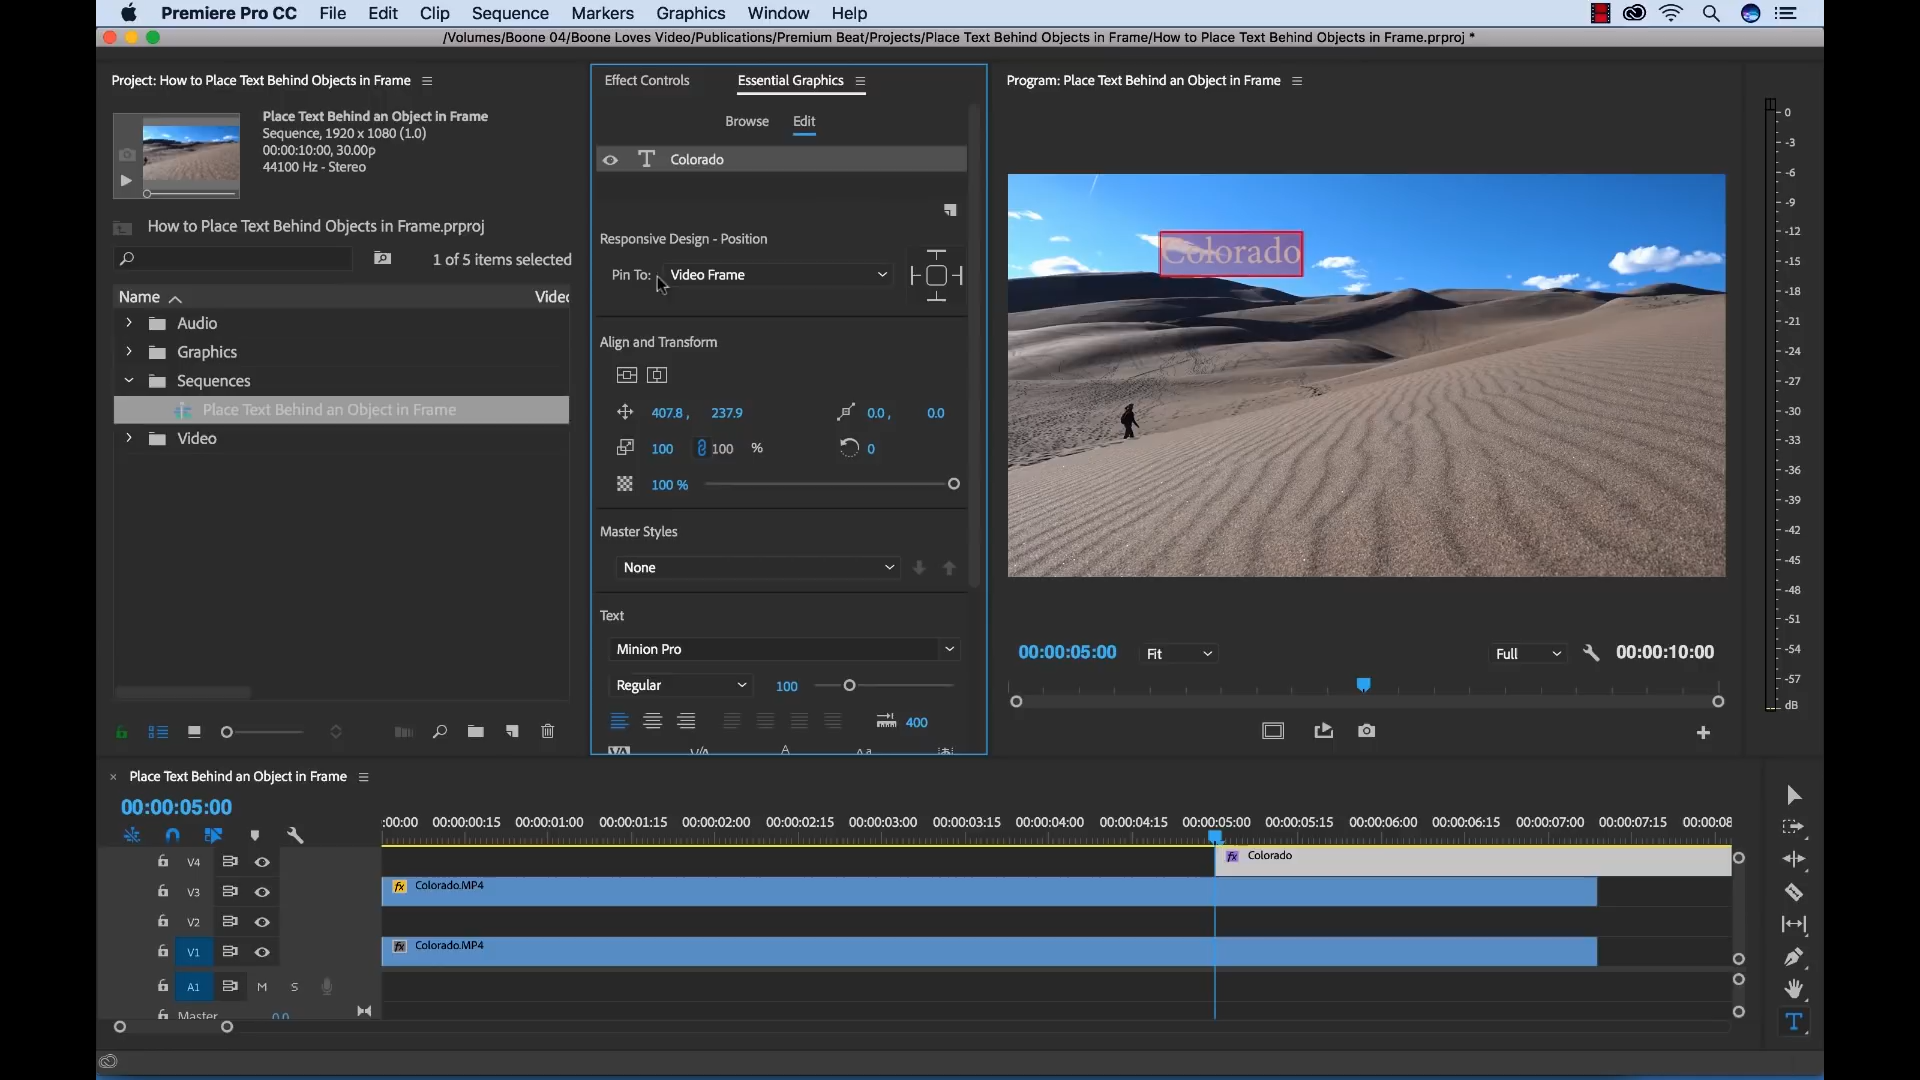 Premiere Pro CC File Edit Clip Sequence Markers Graphics Window Help
/Volumes/Boone 04/Boone Loves Video/Publications/Premium Beat/Projects/Place Text Behind Objects in Frame/How to Place Text Behind Objects in Frame.prproj *
Project: How to Place Text Behind Objects in Frame
Place Text Behind an Object in Frame
Sequence, 1920 x 1080 (1.0)
00:00:10:00, 30.00p
44100 Hz - Stereo
How to Place Text Behind Objects in Frame.prproj
1 of 5 items selected
Name
Audio
Graphics
Sequences
Place Text Behind an Object in Frame
Video
Effect Controls Essential Graphics
Browse Edit
T Colorado
Responsive Design - Position
Pin To: Video Frame
Align and Transform
407.8 , 237.9 0.0 , 0.0
100 100 % 0
100 %
Master Styles
None
Text
Minion Pro
Regular 100
400
Program: Place Text Behind an Object in Frame
Colorado
00:00:05:00 Fit Full 00:00:10:00
0
-3
-6
-9
-12
-15
-18
-21
-24
-27
-30
-33
-36
-39
-42
-45
-48
-51
-54
-57
dB
× Place Text Behind an Object in Frame
00:00:05:00
:00:00 00:00:00:15 00:00:01:00 00:00:01:15 00:00:02:00 00:00:02:15 00:00:03:00 00:00:03:15 00:00:04:00 00:00:04:15 00:00:05:00 00:00:05:15 00:00:06:00 00:00:06:15 00:00:07:00 00:00:07:15 00:00:08
V4 fx Colorado
V3 fx Colorado.MP4
V2
V1 fx Colorado.MP4
A1 M S
Master 0.0